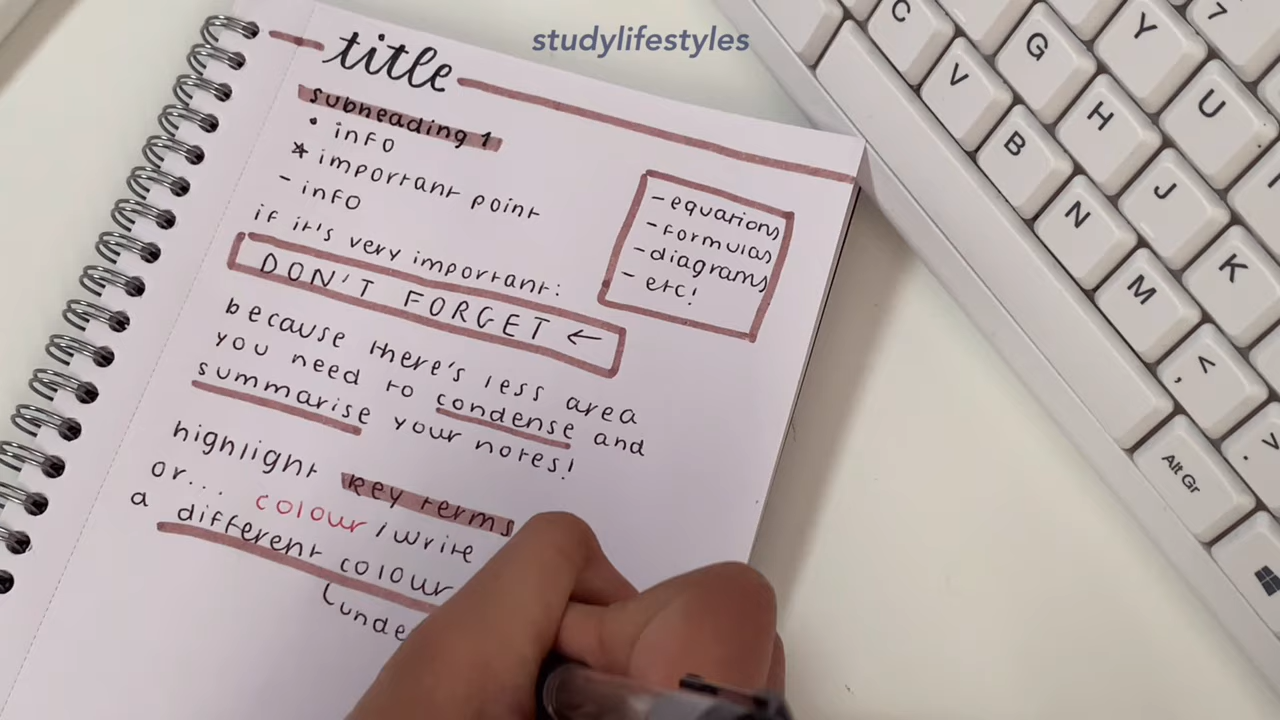 studylifestyles
title
subheading 1
• info
* important point
- info
if it's very important:
DON'T FORGET ←
- equations
- formulas
- diagrams
- etc!
because there's less area
you need to condense and
summarise your notes!
highlight key terms
or... colour / write
a different colour
(unde
C
V
B
N
M
G
H
J
K
Y
U
7
<
,
>
.
Alt Gr